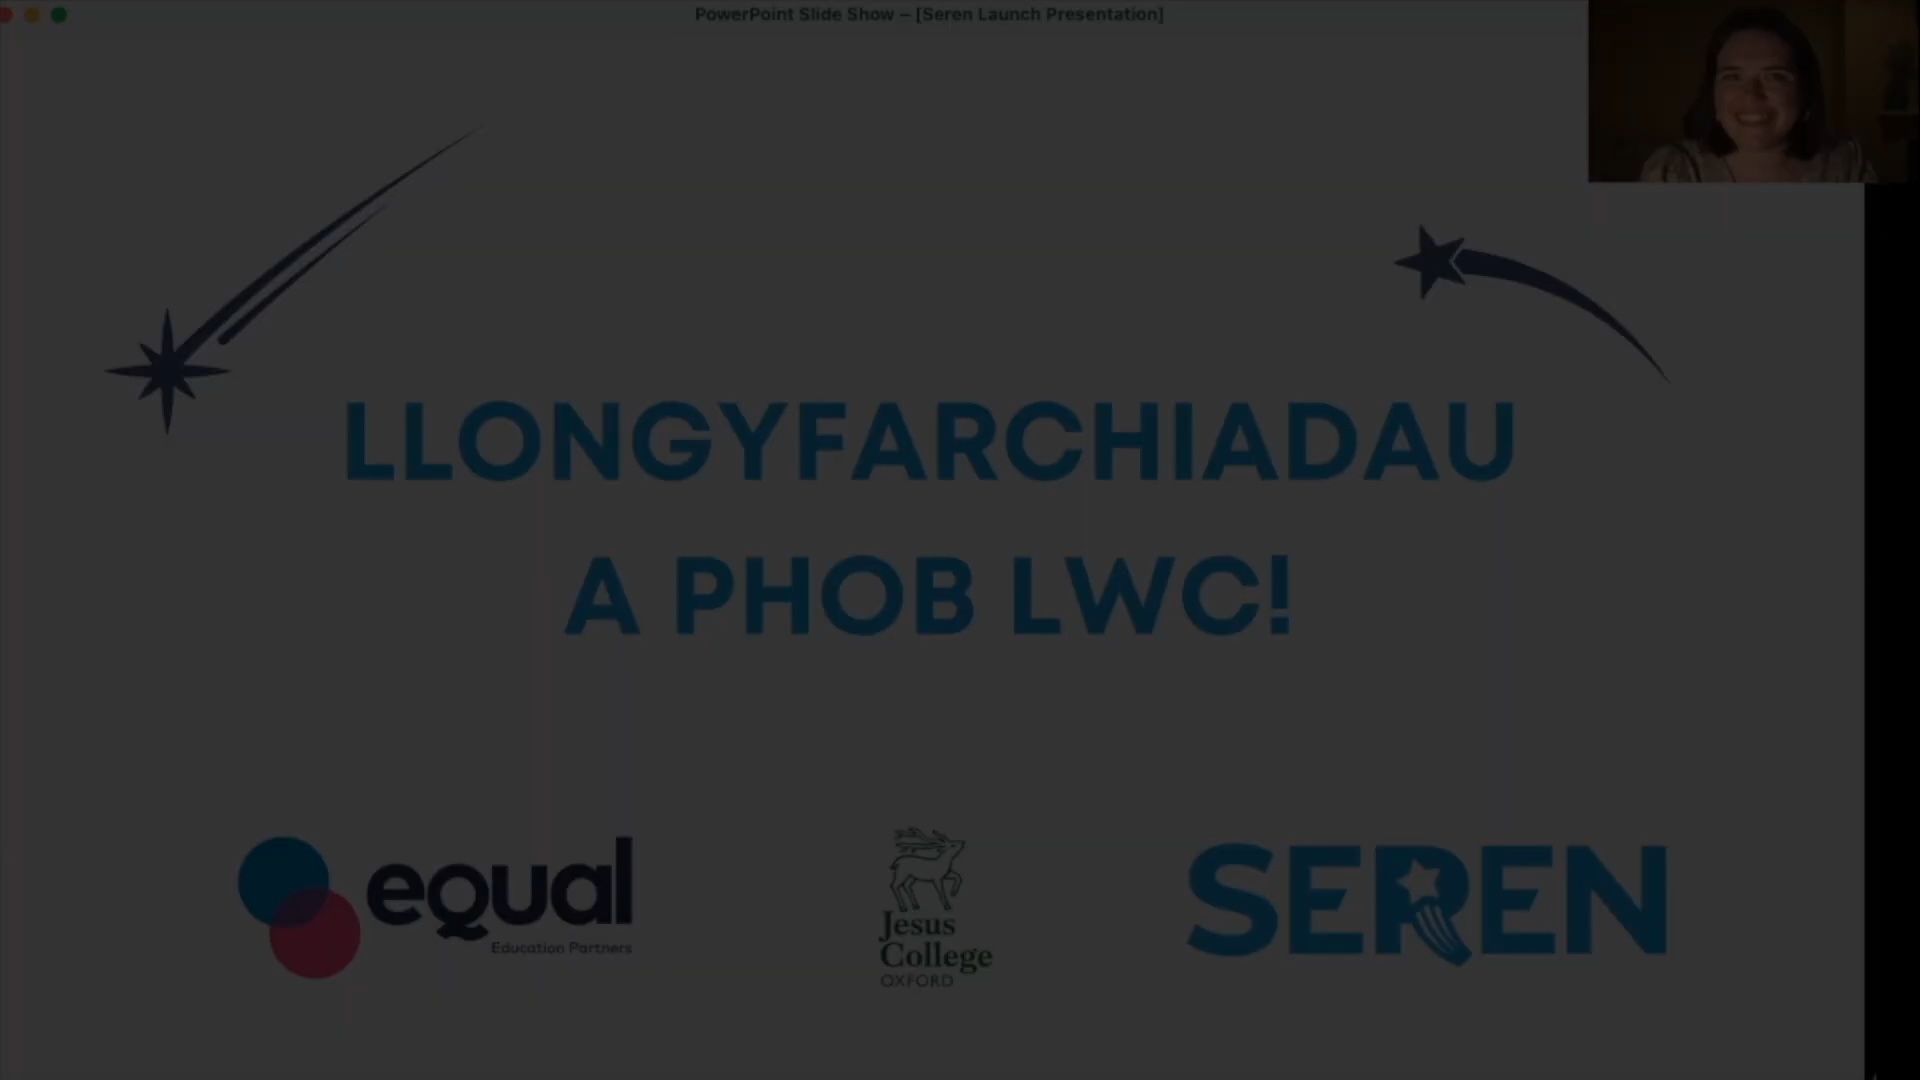 PowerPoint Slide Show – [Seren Launch Presentation]
LLONGYFARCHIADAU
A PHOB LWC!
equal
Education Partners
Jesus
College
OXFORD
SEREN